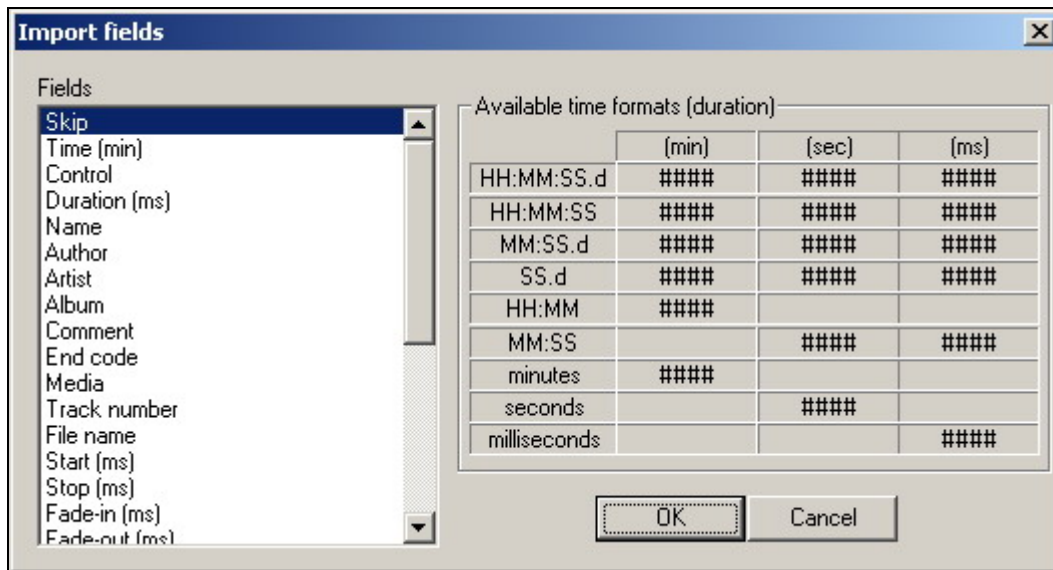 Import fields
Fields
Skip
Time (min)
Control
Duration (ms)
Name
Author
Artist
Album
Comment
End code
Media
Track number
File name
Start (ms)
Stop (ms)
Fade-in (ms)
Fade-out (ms)
Available time formats (duration)
(min) (sec) (ms)
HH:MM:SS.d #### #### ####
HH:MM:SS #### #### ####
MM:SS.d #### #### ####
SS.d #### #### ####
HH:MM ####
MM:SS #### ####
minutes ####
seconds ####
milliseconds ####
OK Cancel